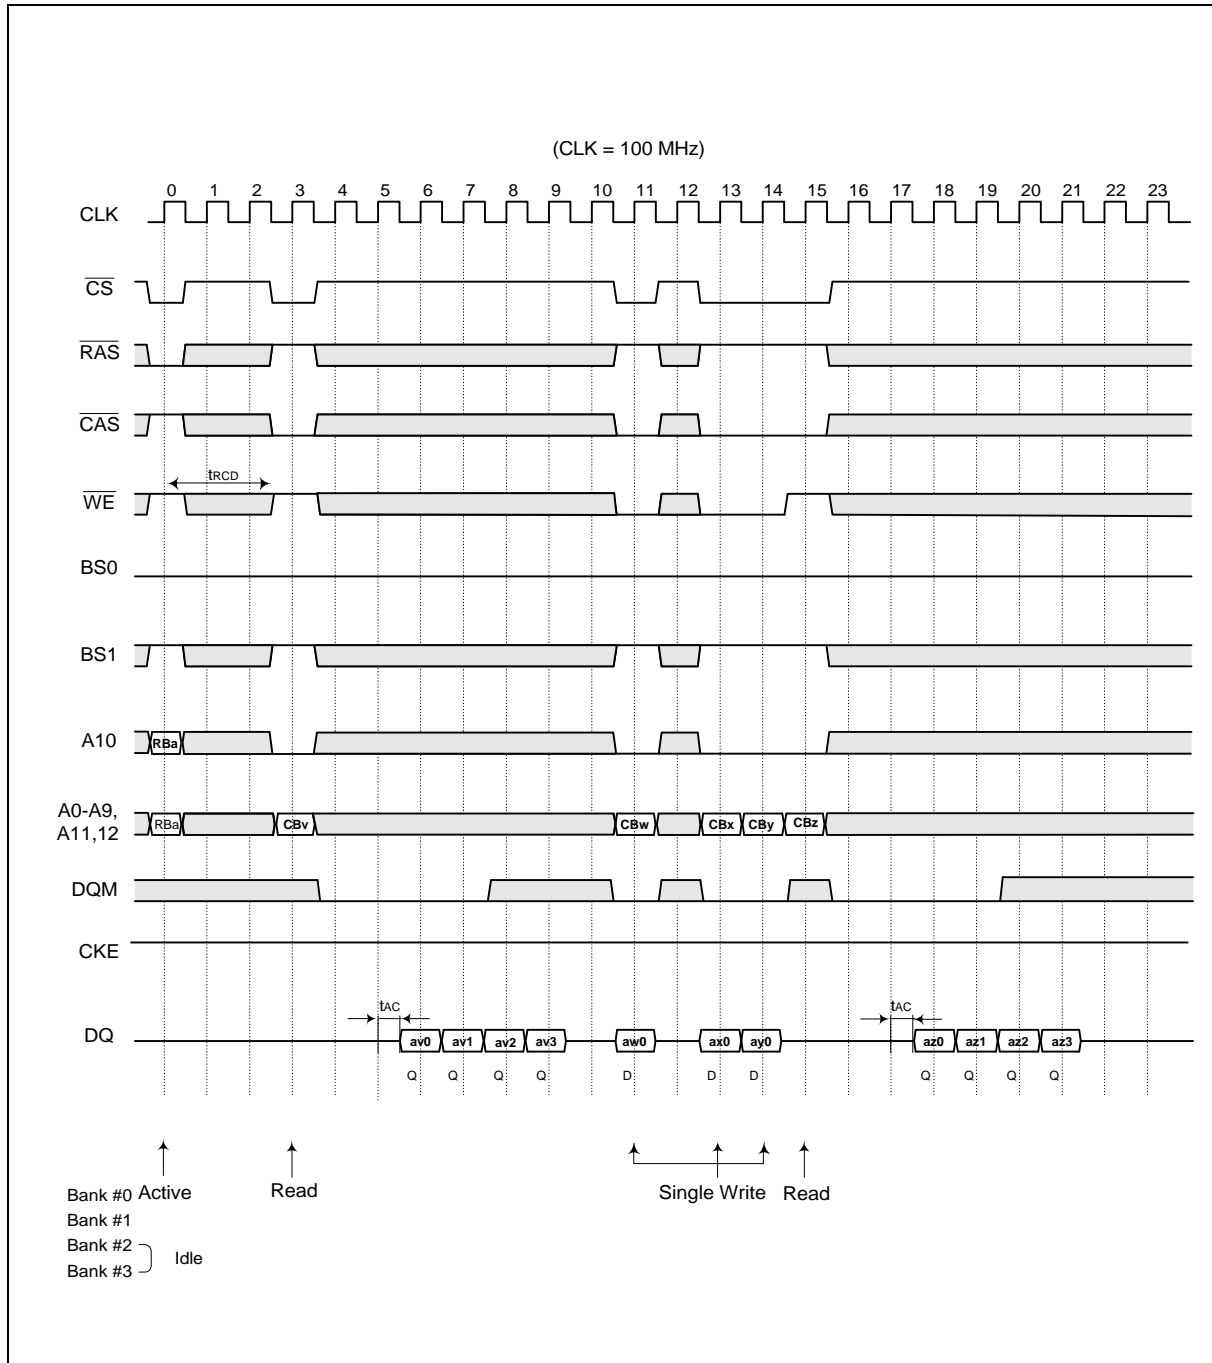 (CLK = 100 MHz)
0 1 2 3 4 5 6 7 8 9 10 11 12 13 14 15 16 17 18 19 20 21 22 23
CLK
CS
RAS
CAS
tRCD
WE
BS0
BS1
A10 RBa
A0-A9,
A11,12
RBa CBv CBw CBx CBy CBz
DQM
CKE
tAC tAC
DQ av0 av1 av2 av3 aw0 ax0 ay0 az0 az1 az2 az3
Q Q Q Q D D D Q Q Q Q
Bank #0 Active Read Single Write Read
Bank #1
Bank #2
Idle
Bank #3